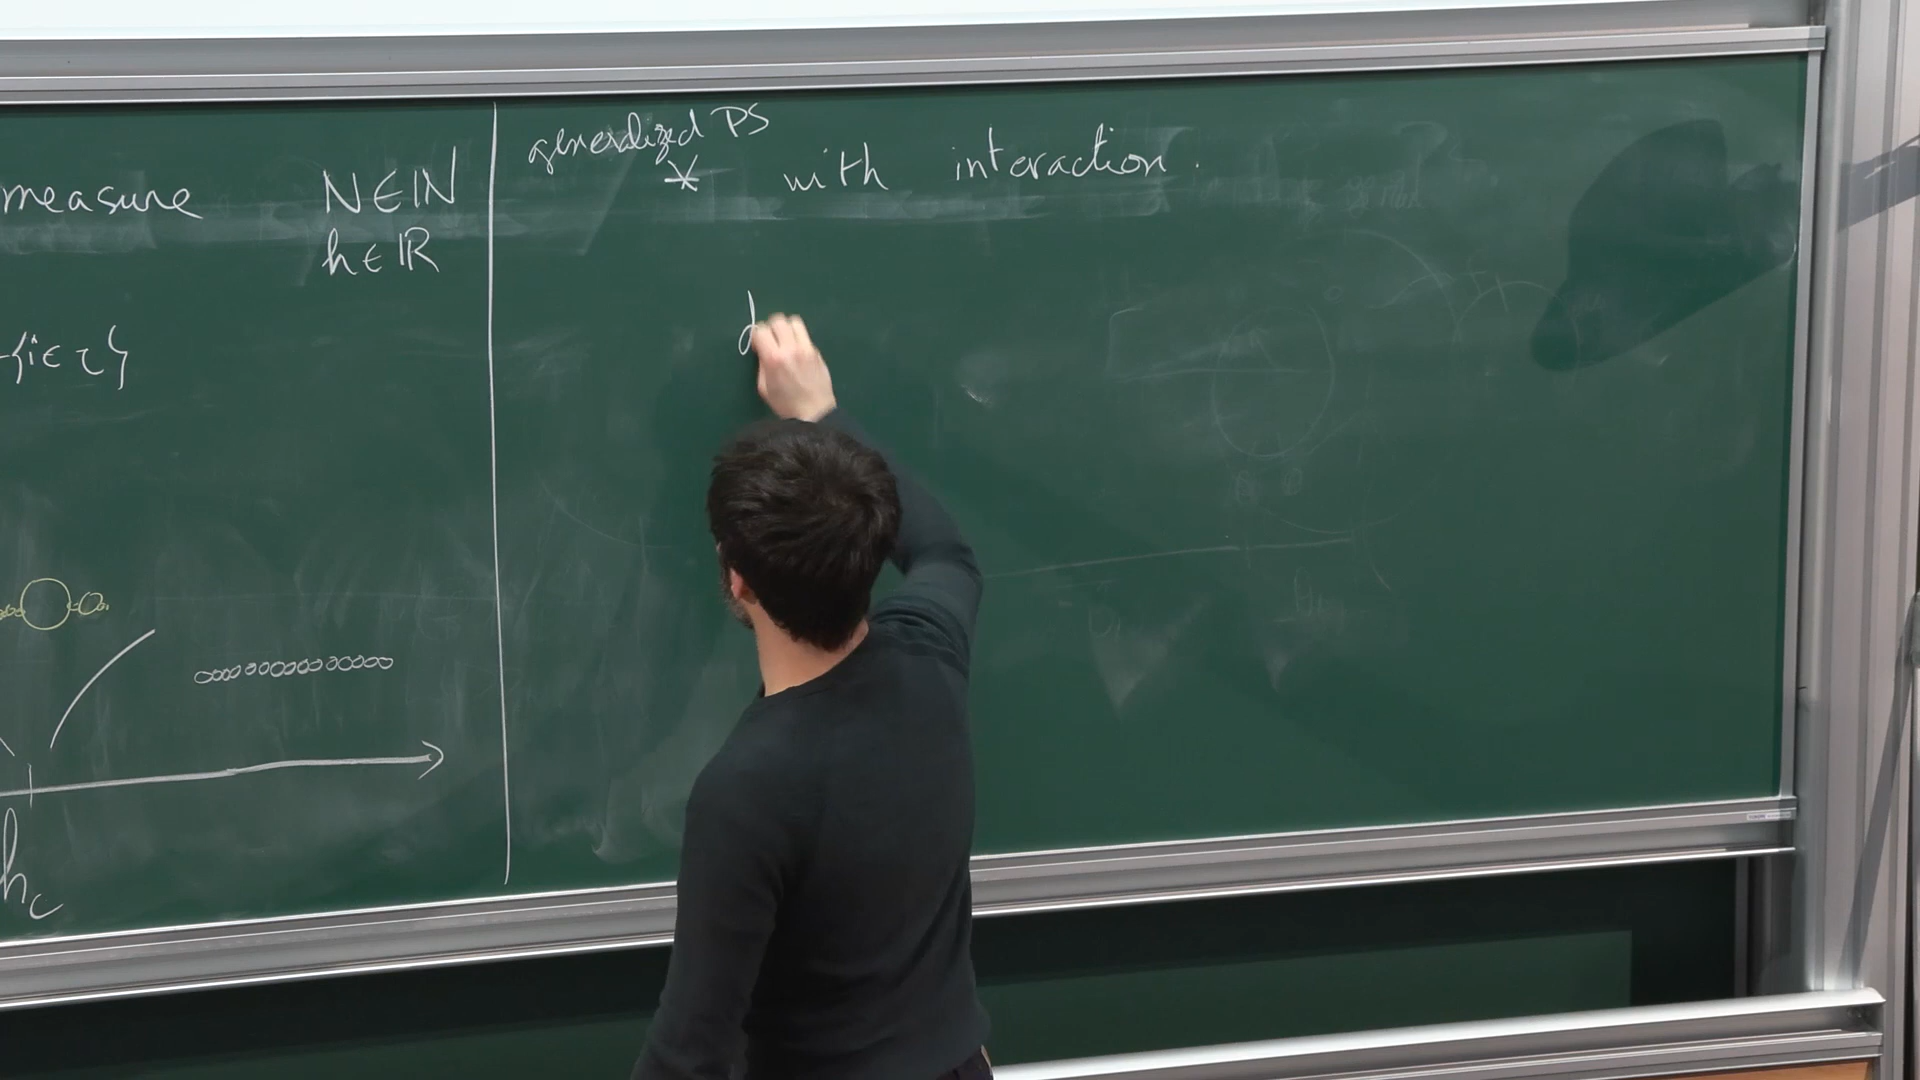 measure N∈ℕ
h∈ℝ
{i∈τ}
h_c
generalized PS
* with interaction.
d